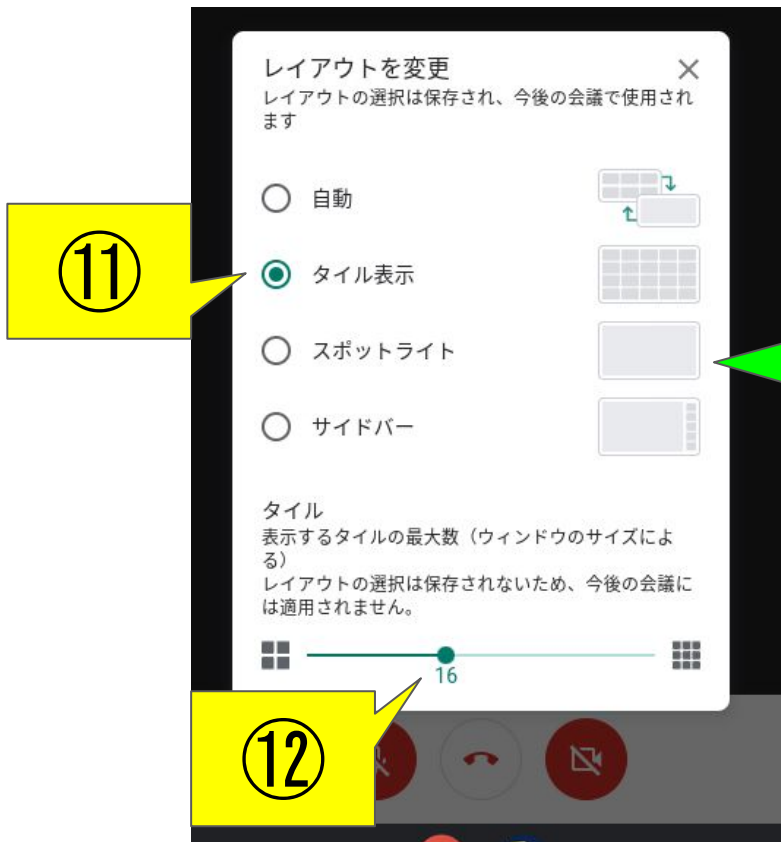 レイアウトを変更
レイアウトの選択は保存され、今後の会議で使用され
ます
自動
⑪
タイル表示
スポットライト
サイドバー
タイル
表示するタイルの最大数（ウィンドウのサイズによ
る）
レイアウトの選択は保存されないため、今後の会議に
は適用されません。
16
⑫